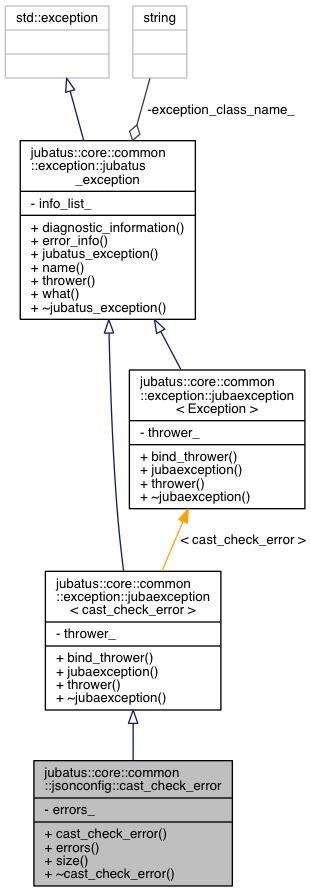 std::exception
string
-exception_class_name_
jubatus::core::common
::exception::jubatus
_exception
- info_list_
+ diagnostic_information()
+ error_info()
+ jubatus_exception()
+ name()
+ thrower()
+ what()
+ ~jubatus_exception()
jubatus::core::common
::exception::jubaexception
< Exception >
- thrower_
+ bind_thrower()
+ jubaexception()
+ thrower()
+ ~jubaexception()
< cast_check_error >
jubatus::core::common
::exception::jubaexception
< cast_check_error >
- thrower_
+ bind_thrower()
+ jubaexception()
+ thrower()
+ ~jubaexception()
jubatus::core::common
::jsonconfig::cast_check_error
- errors_
+ cast_check_error()
+ errors()
+ size()
+ ~cast_check_error()